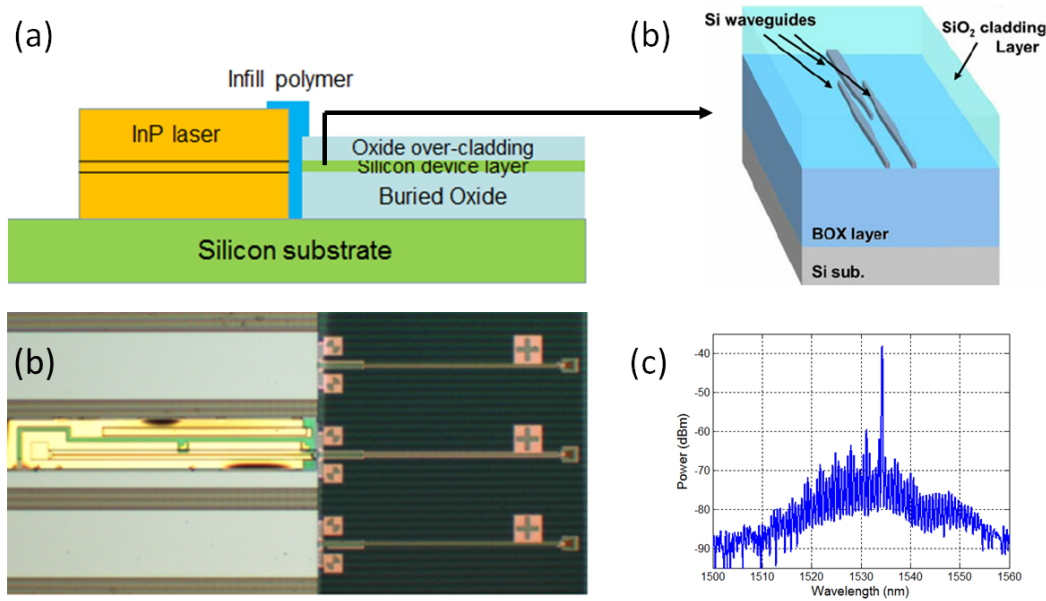 (a)
Infill polymer
InP laser
Oxide over-cladding
Silicon device layer
Buried Oxide
Silicon substrate
(b)
Si waveguides
SiO₂ cladding
Layer
BOX layer
Si sub.
(b)
(c)
Power (dBm)
-40
-50
-60
-70
-80
-90
1500
1510
1520
1530
1540
1550
1560
Wavelength (nm)